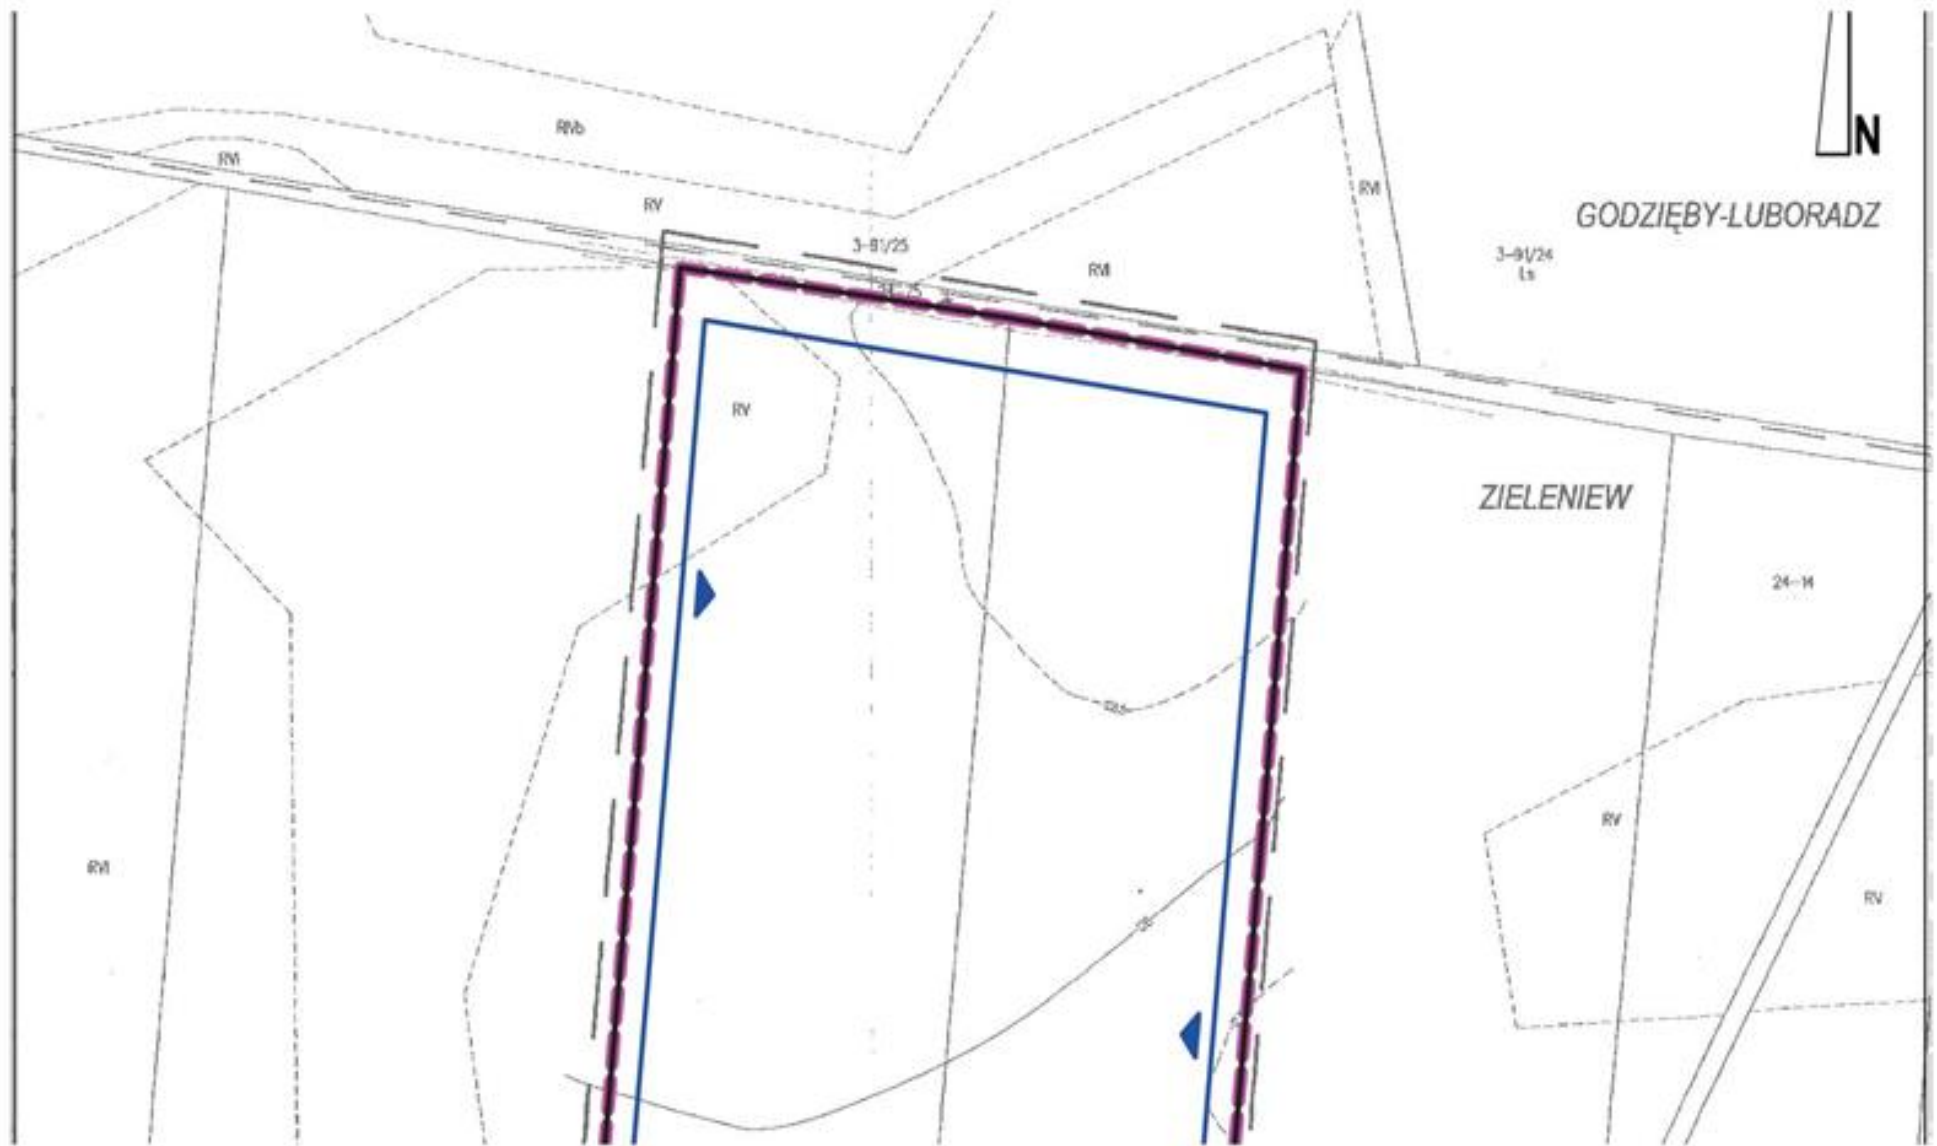 RIVb
N
RVI
RVI
RV
GODZIĘBY-LUBORADZ
3-91/25
3-91/24
Ls
RVI
RV
ZIELENIEW
24-14
RV
RVI
RV